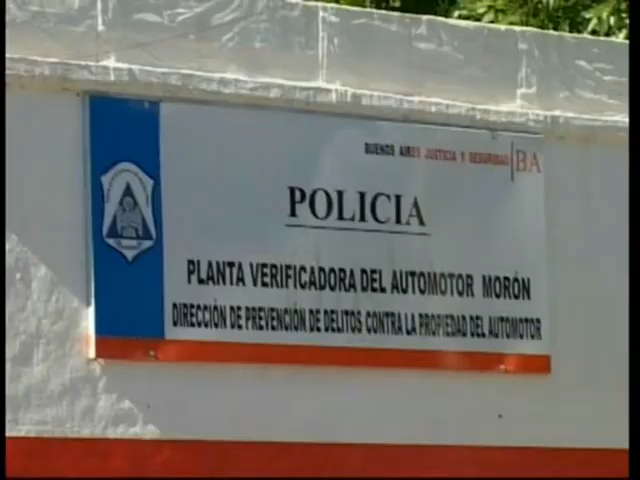 BUENOS AIRES JUSTICIA Y SEGURIDAD BA
POLICIA
PLANTA VERIFICADORA DEL AUTOMOTOR MORÓN
DIRECCIÓN DE PREVENCIÓN DE DELITOS CONTRA LA PROPIEDAD DEL AUTOMOTOR